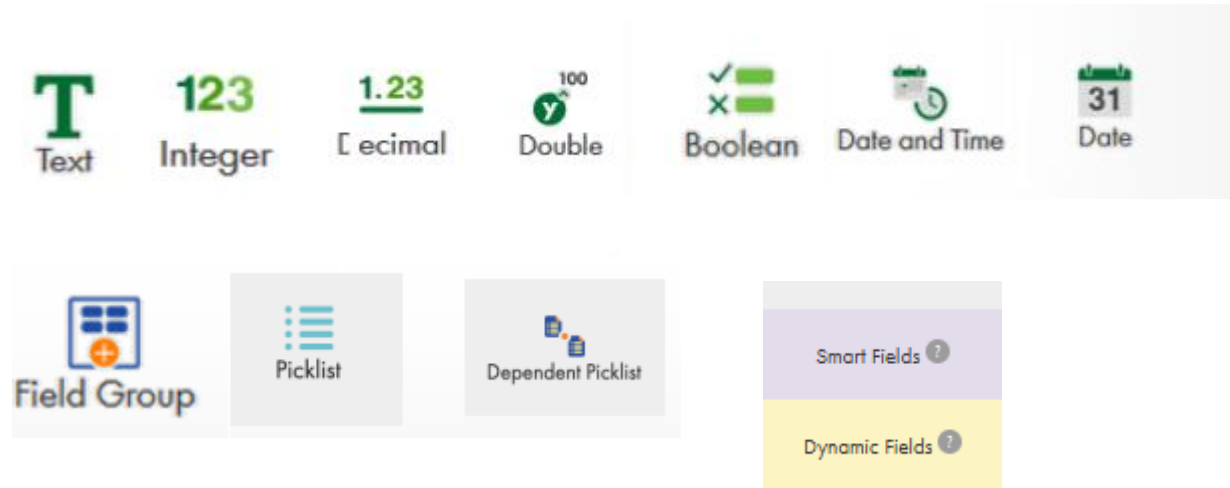 T 123 1.23 y 100 31
Text Integer [ ecimal Double Boolean Date and Time Date
Field Group Picklist Dependent Picklist
Smart Fields ?
Dynamic Fields ?